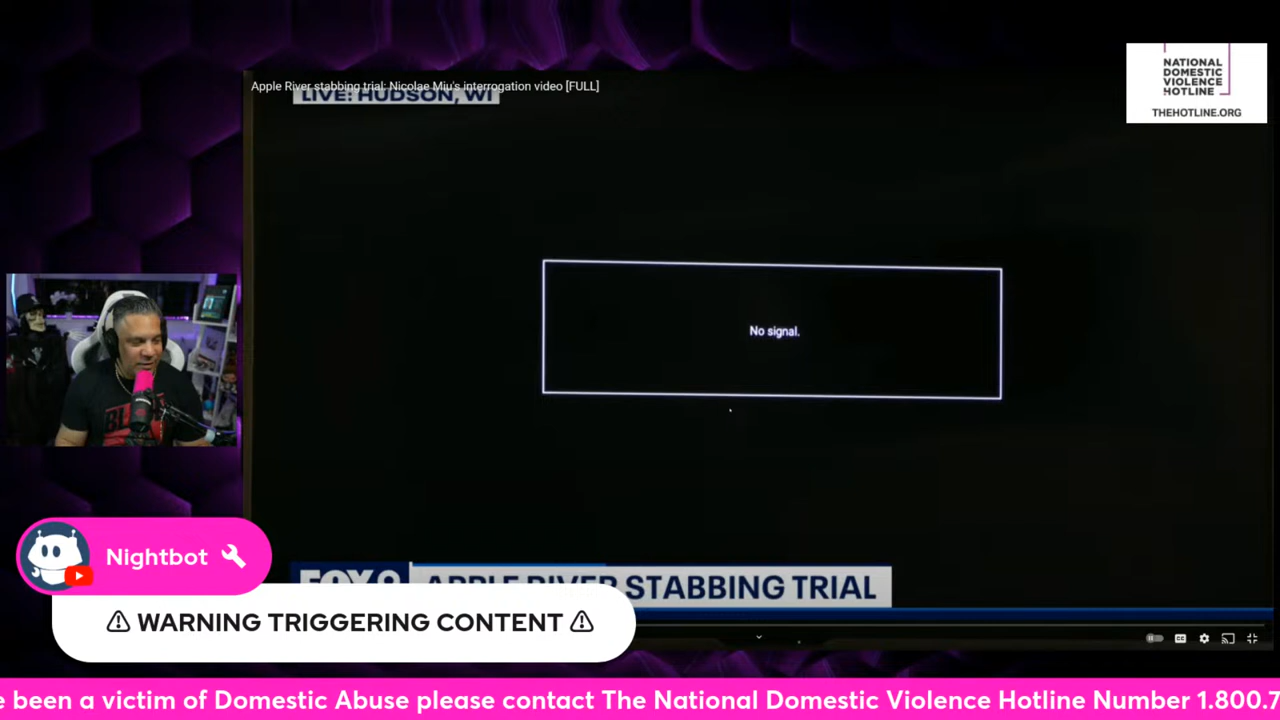 Apple River stabbing trial: Nicolae Miu's interrogation video [FULL]
LIVE: HUDSON, WI
NATIONAL
DOMESTIC
VIOLENCE
HOTLINE
THEHOTLINE.ORG
No signal.
Nightbot
FOX9
APPLE RIVER STABBING TRIAL
⚠ WARNING TRIGGERING CONTENT ⚠
e been a victim of Domestic Abuse please contact The National Domestic Violence Hotline Number 1.800.7